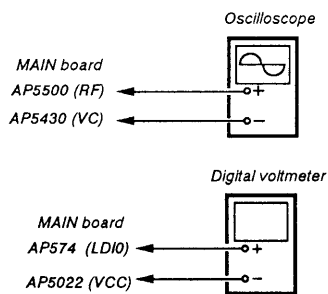 Oscilloscope
MAIN board
AP5500 (RF)
+
AP5430 (VC)
−
Digital voltmeter
MAIN board
AP574 (LDI0)
+
AP5022 (VCC)
−